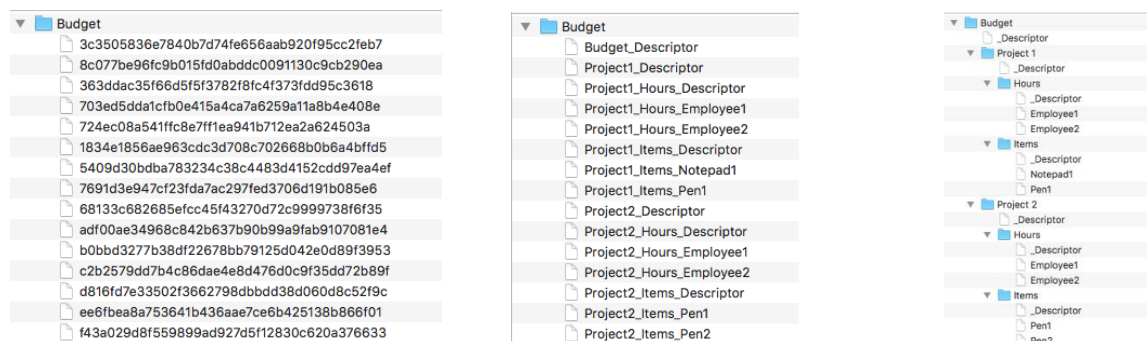 Budget
3c3505836e7840b7d74fe656aab920f95cc2feb7
8c077be96fc9b015fd0abddc0091130c9cb290ea
363ddac35f66d5f5f3782f8fc4f373fdd95c3618
703ed5dda1cfb0e415a4ca7a6259a11a8b4e408e
724ec08a541ffc8e7ff1ea941b712ea2a624503a
1834e1856ae963cdc3d708c702668b0b6a4bffd5
5409d30bdba783234c38c4483d4152cdd97ea4ef
7691d3e947cf23fda7ac297fed3706d191b085e6
68133c682685efcc45f43270d72c9999738f6f35
adf00ae34968c842b637b90b99a9fab9107081e4
b0bbd3277b38df22678bb79125d042e0d89f3953
c2b2579dd7b4c86dae4e8d476d0c9f35dd72b89f
d816fd7e33502f3662798dbbdd38d060d8c52f9c
ee6fbea8a753641b436aae7ce6b425138b866f01
f43a029d8f559899ad927d5f12830c620a376633
Budget
Budget_Descriptor
Project1_Descriptor
Project1_Hours_Descriptor
Project1_Hours_Employee1
Project1_Hours_Employee2
Project1_Items_Descriptor
Project1_Items_Notepad1
Project1_Items_Pen1
Project2_Descriptor
Project2_Hours_Descriptor
Project2_Hours_Employee1
Project2_Hours_Employee2
Project2_Items_Descriptor
Project2_Items_Pen1
Project2_Items_Pen2
Budget
_Descriptor
Project 1
_Descriptor
Hours
_Descriptor
Employee1
Employee2
Items
_Descriptor
Notepad1
Pen1
Project 2
_Descriptor
Hours
_Descriptor
Employee1
Employee2
Items
_Descriptor
Pen1
Pen2